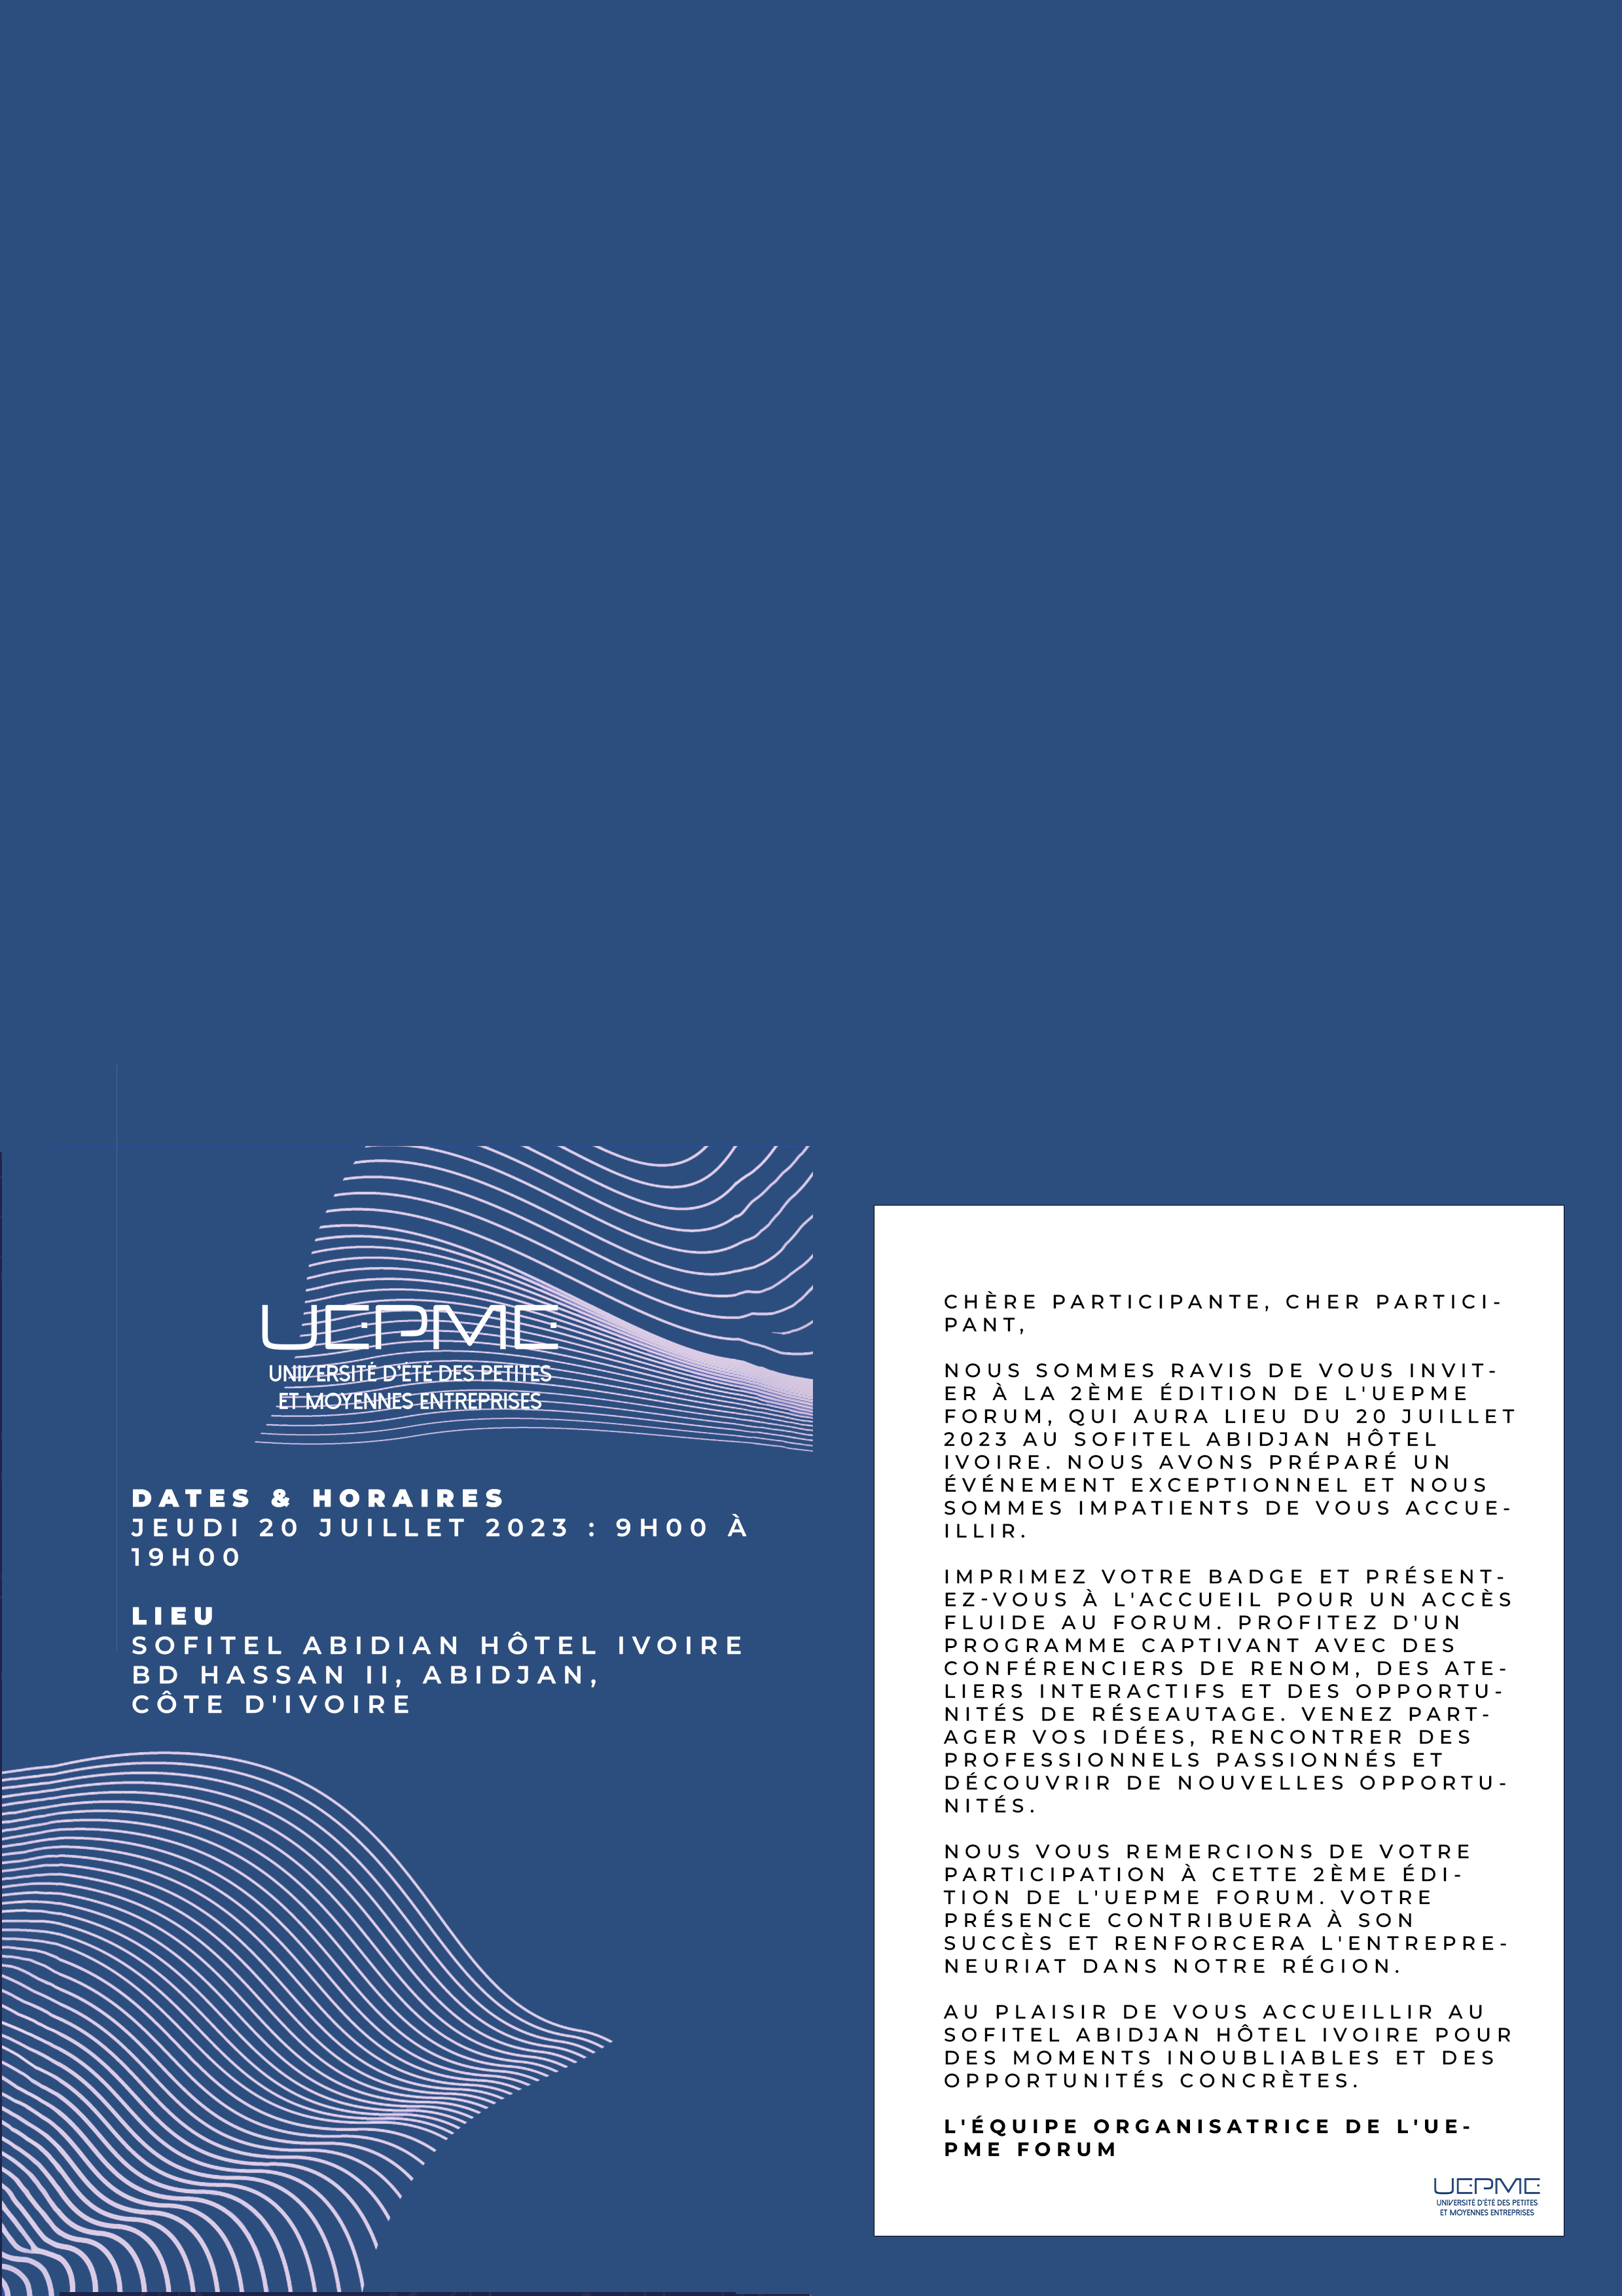 UEPME
UNIVERSITÉ D'ÉTÉ DES PETITES
ET MOYENNES ENTREPRISES
DATES & HORAIRES
JEUDI 20 JUILLET 2023 : 9H00 À
19H00
LIEU
SOFITEL ABIDIAN HÔTEL IVOIRE
BD HASSAN II, ABIDJAN,
CÔTE D'IVOIRE
CHÈRE PARTICIPANTE, CHER PARTICI-
PANT,
NOUS SOMMES RAVIS DE VOUS INVIT-
ER À LA 2ÈME ÉDITION DE L'UEPME
FORUM, QUI AURA LIEU DU 20 JUILLET
2023 AU SOFITEL ABIDJAN HÔTEL
IVOIRE. NOUS AVONS PRÉPARÉ UN
ÉVÉNEMENT EXCEPTIONNEL ET NOUS
SOMMES IMPATIENTS DE VOUS ACCUE-
ILLIR.
IMPRIMEZ VOTRE BADGE ET PRÉSENT-
EZ-VOUS À L'ACCUEIL POUR UN ACCÈS
FLUIDE AU FORUM. PROFITEZ D'UN
PROGRAMME CAPTIVANT AVEC DES
CONFÉRENCIERS DE RENOM, DES ATE-
LIERS INTERACTIFS ET DES OPPORTU-
NITÉS DE RÉSEAUTAGE. VENEZ PART-
AGER VOS IDÉES, RENCONTRER DES
PROFESSIONNELS PASSIONNÉS ET
DÉCOUVRIR DE NOUVELLES OPPORTU-
NITÉS.
NOUS VOUS REMERCIONS DE VOTRE
PARTICIPATION À CETTE 2ÈME ÉDI-
TION DE L'UEPME FORUM. VOTRE
PRÉSENCE CONTRIBUERA À SON
SUCCÈS ET RENFORCERA L'ENTREPRE-
NEURIAT DANS NOTRE RÉGION.
AU PLAISIR DE VOUS ACCUEILLIR AU
SOFITEL ABIDJAN HÔTEL IVOIRE POUR
DES MOMENTS INOUBLIABLES ET DES
OPPORTUNITÉS CONCRÈTES.
L'ÉQUIPE ORGANISATRICE DE L'UE-
PME FORUM
UEPME
UNIVERSITÉ D'ÉTÉ DES PETITES
ET MOYENNES ENTREPRISES